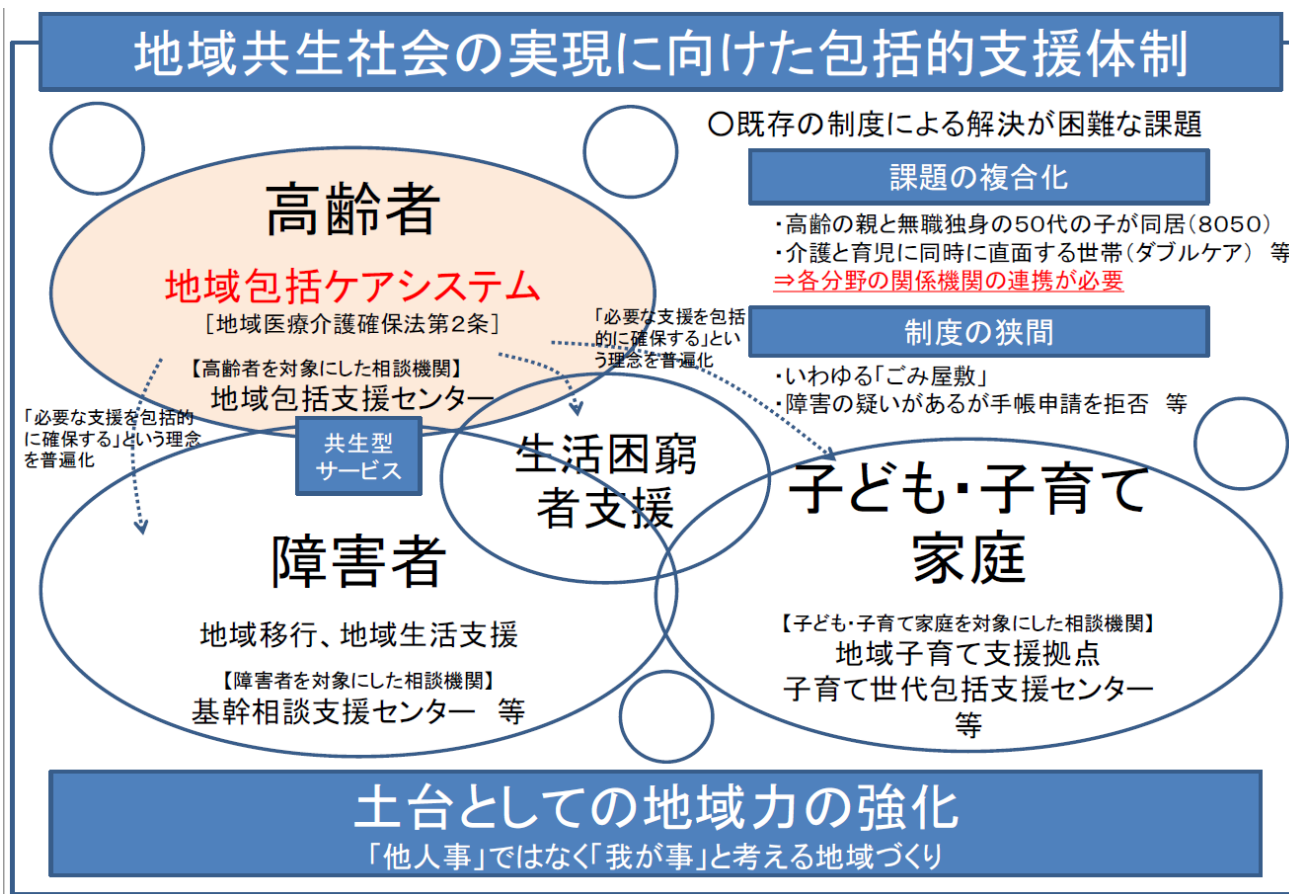 地域共生社会の実現に向けた包括的支援体制
〇既存の制度による解決が困難な課題
課題の複合化
・高齢の親と無職独身の50代の子が同居(8050)
・介護と育児に同時に直面する世帯(ダブルケア) 等
⇒各分野の関係機関の連携が必要
制度の狭間
・いわゆる「ごみ屋敷」
・障害の疑いがあるが手帳申請を拒否 等
高齢者
地域包括ケアシステム
[地域医療介護確保法第2条]
【高齢者を対象にした相談機関】
地域包括支援センター
「必要な支援を包括
的に確保する」とい
う理念を普遍化
「必要な支援を包括的
に確保する」という理念
を普遍化
共生型
サービス
生活困窮
者支援
障害者
地域移行、地域生活支援
【障害者を対象にした相談機関】
基幹相談支援センター 等
子ども・子育て
家庭
【子ども・子育て家庭を対象にした相談機関】
地域子育て支援拠点
子育て世代包括支援センター
等
土台としての地域力の強化
「他人事」ではなく「我が事」と考える地域づくり